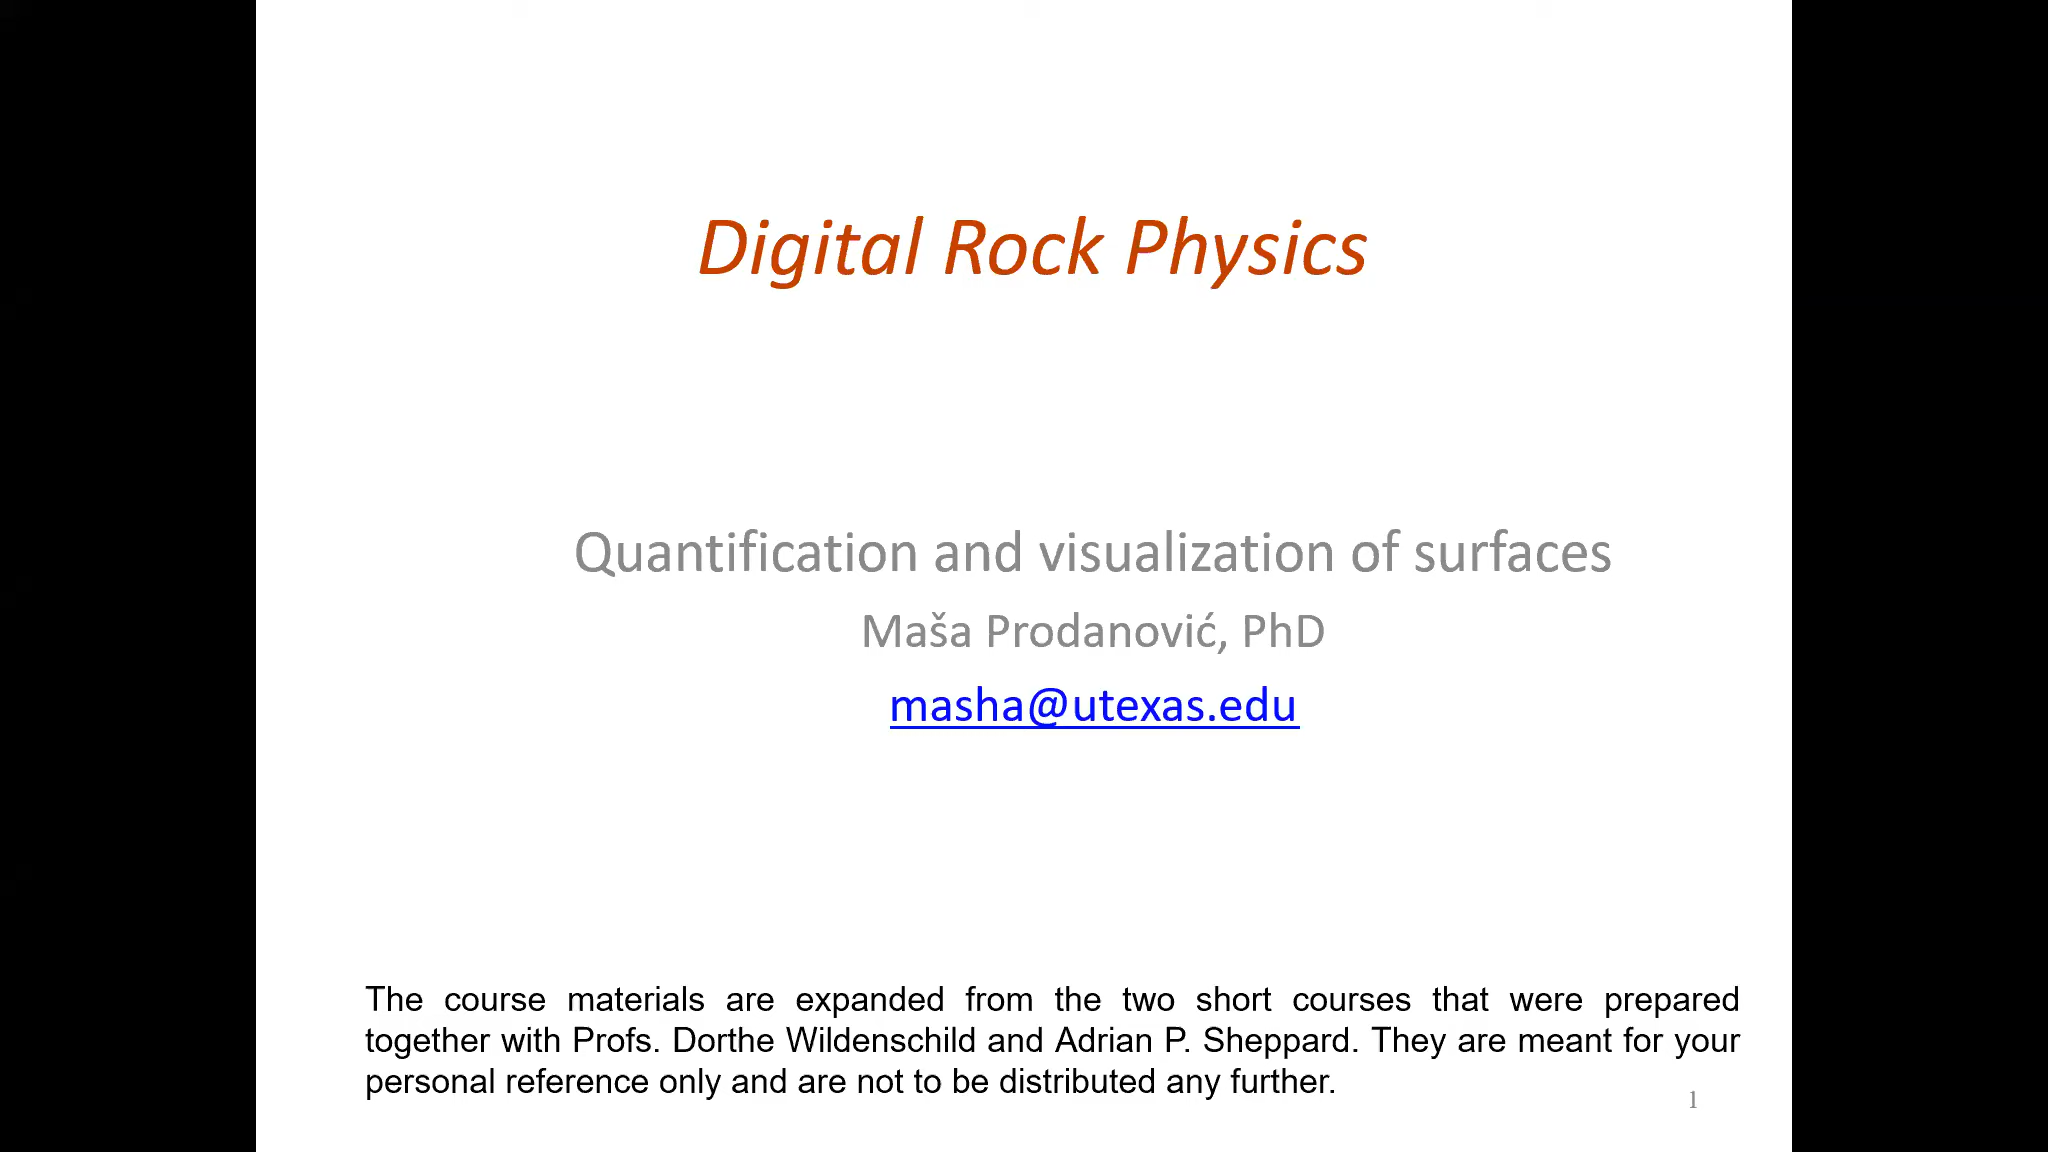 Digital Rock Physics
Quantification and visualization of surfaces
Maša Prodanović, PhD
masha@utexas.edu
The course materials are expanded from the two short courses that were prepared
together with Profs. Dorthe Wildenschild and Adrian P. Sheppard. They are meant for your
personal reference only and are not to be distributed any further.
1